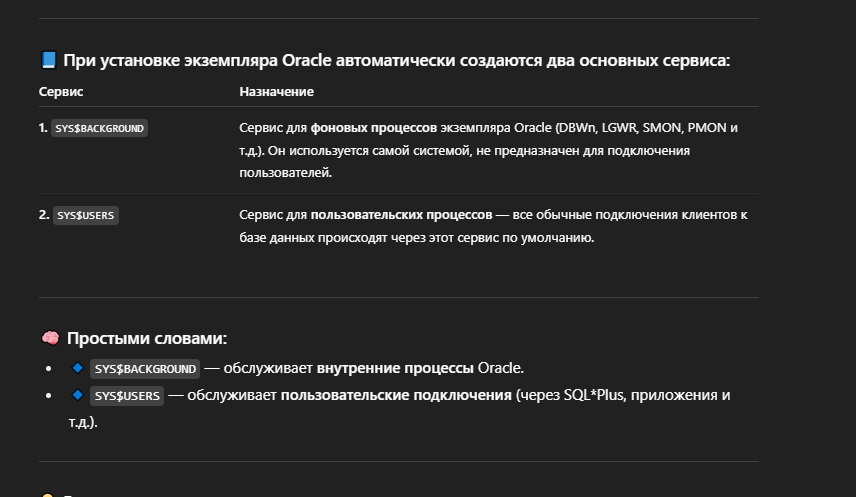 📘 При установке экземпляра Oracle автоматически создаются два основных сервиса:
Сервис Назначение
1. SYS$BACKGROUND Сервис для фоновых процессов экземпляра Oracle (DBWn, LGWR, SMON, PMON и
т.д.). Он используется самой системой, не предназначен для подключения
пользователей.
2. SYS$USERS Сервис для пользовательских процессов — все обычные подключения клиентов к
базе данных происходят через этот сервис по умолчанию.
🧠 Простыми словами:
• 🔹 SYS$BACKGROUND — обслуживает внутренние процессы Oracle.
• 🔹 SYS$USERS — обслуживает пользовательские подключения (через SQL*Plus, приложения и
т.д.).